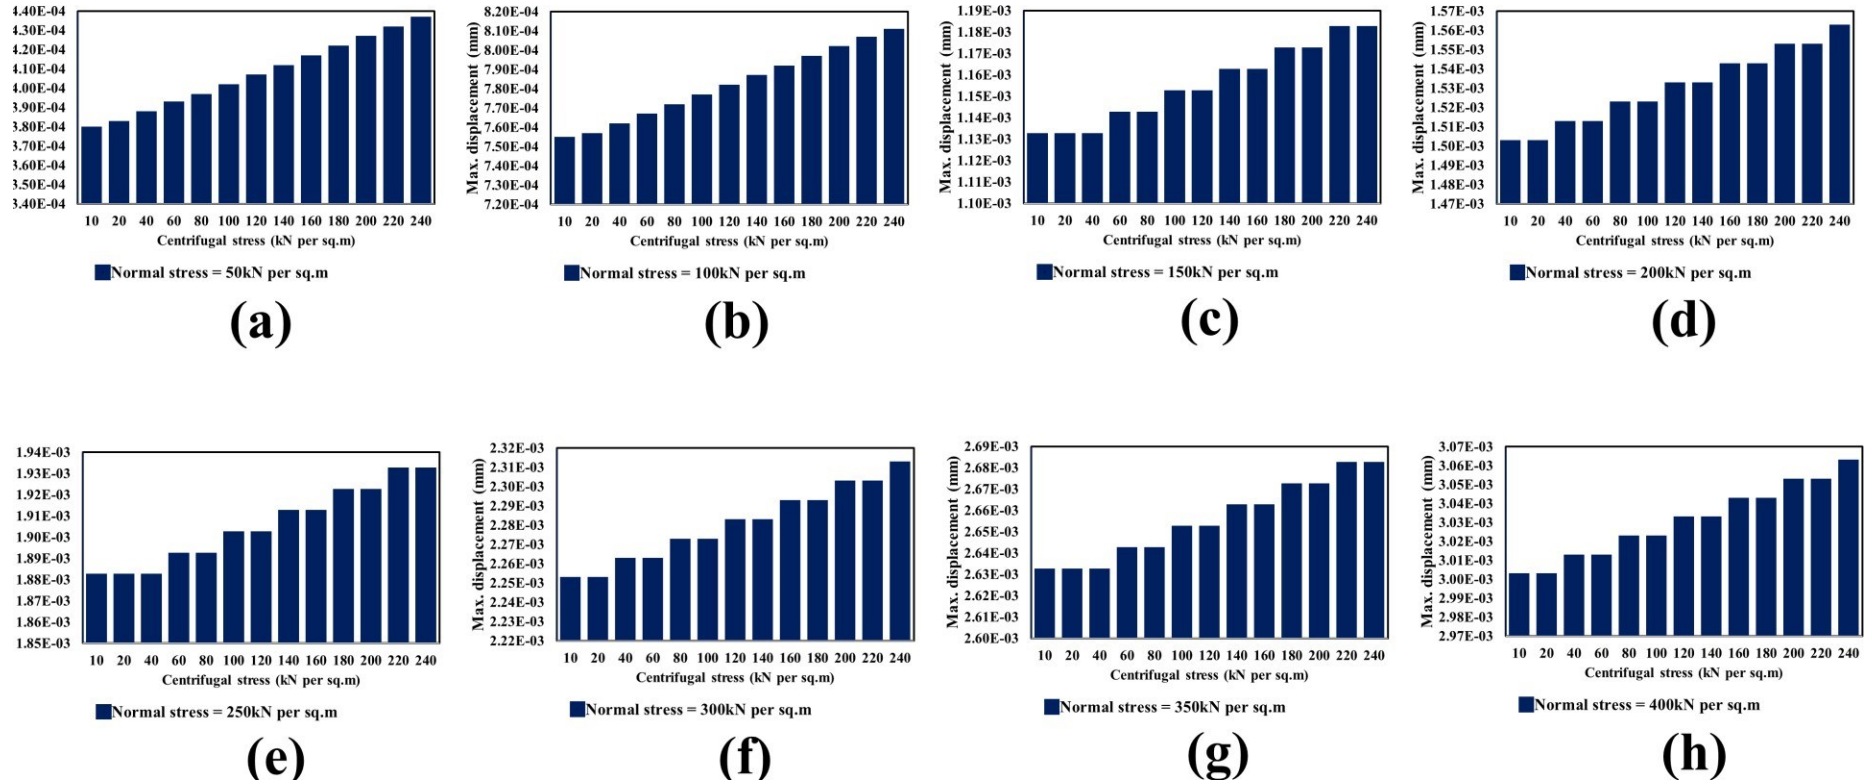 4.40E-04
4.30E-04
4.20E-04
4.10E-04
4.00E-04
3.90E-04
3.80E-04
3.70E-04
3.60E-04
3.50E-04
3.40E-04
10 20 40 60 80 100 120 140 160 180 200 220 240
Centrifugal stress (kN per sq.m)
Normal stress = 50kN per sq.m
(a)
Max. displacement (mm)
8.20E-04
8.10E-04
8.00E-04
7.90E-04
7.80E-04
7.70E-04
7.60E-04
7.50E-04
7.40E-04
7.30E-04
7.20E-04
10 20 40 60 80 100 120 140 160 180 200 220 240
Centrifugal stress (kN per sq.m)
Normal stress = 100kN per sq.m
(b)
Max. displacement (mm)
1.19E-03
1.18E-03
1.17E-03
1.16E-03
1.15E-03
1.14E-03
1.13E-03
1.12E-03
1.11E-03
1.10E-03
10 20 40 60 80 100 120 140 160 180 200 220 240
Centrifugal stress (kN per sq.m)
Normal stress = 150kN per sq.m
(c)
Max. displacement (mm)
1.57E-03
1.56E-03
1.55E-03
1.54E-03
1.53E-03
1.52E-03
1.51E-03
1.50E-03
1.49E-03
1.48E-03
1.47E-03
10 20 40 60 80 100 120 140 160 180 200 220 240
Centrifugal stress (kN per sq.m)
Normal stress = 200kN per sq.m
(d)
1.94E-03
1.93E-03
1.92E-03
1.91E-03
1.90E-03
1.89E-03
1.88E-03
1.87E-03
1.86E-03
1.85E-03
10 20 40 60 80 100 120 140 160 180 200 220 240
Centrifugal stress (kN per sq.m)
Normal stress = 250kN per sq.m
(e)
Max. displacement (mm)
2.32E-03
2.31E-03
2.30E-03
2.29E-03
2.28E-03
2.27E-03
2.26E-03
2.25E-03
2.24E-03
2.23E-03
2.22E-03
10 20 40 60 80 100 120 140 160 180 200 220 240
Centrifugal stress (kN per sq.m)
Normal stress = 300kN per sq.m
(f)
Max. displacement (mm)
2.69E-03
2.68E-03
2.67E-03
2.66E-03
2.65E-03
2.64E-03
2.63E-03
2.62E-03
2.61E-03
2.60E-03
10 20 40 60 80 100 120 140 160 180 200 220 240
Centrifugal stress (kN per sq.m)
Normal stress = 350kN per sq.m
(g)
Max. displacement (mm)
3.07E-03
3.06E-03
3.05E-03
3.04E-03
3.03E-03
3.02E-03
3.01E-03
3.00E-03
2.99E-03
2.98E-03
2.97E-03
10 20 40 60 80 100 120 140 160 180 200 220 240
Centrifugal stress (kN per sq.m)
Normal stress = 400kN per sq.m
(h)